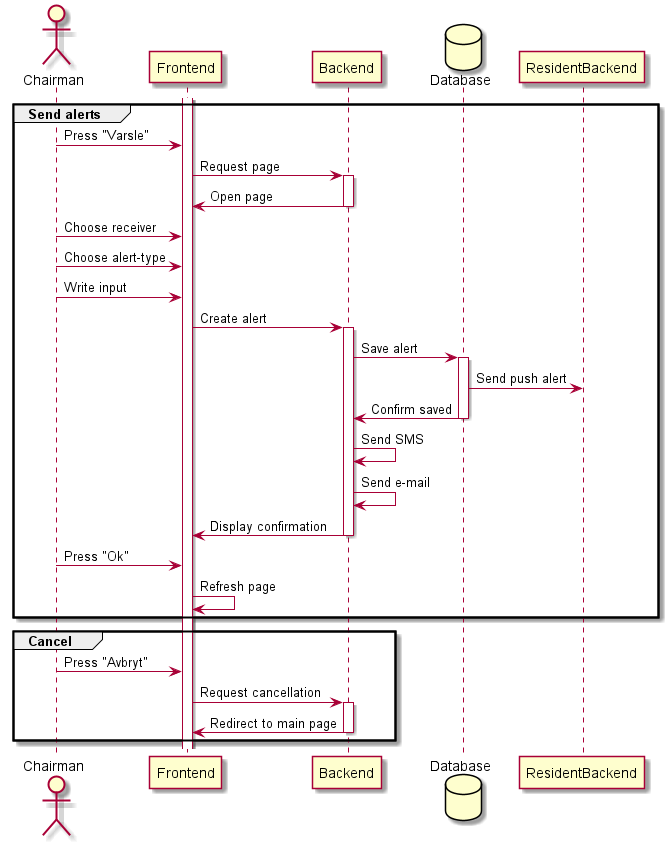 Chairman
Frontend
Backend
Database
ResidentBackend
Send alerts
Press "Varsle"
Request page
Open page
Choose receiver
Choose alert-type
Write input
Create alert
Save alert
Send push alert
Confirm saved
Send SMS
Send e-mail
Display confirmation
Press "Ok"
Refresh page
Cancel
Press "Avbryt"
Request cancellation
Redirect to main page
Chairman
Frontend
Backend
Database
ResidentBackend